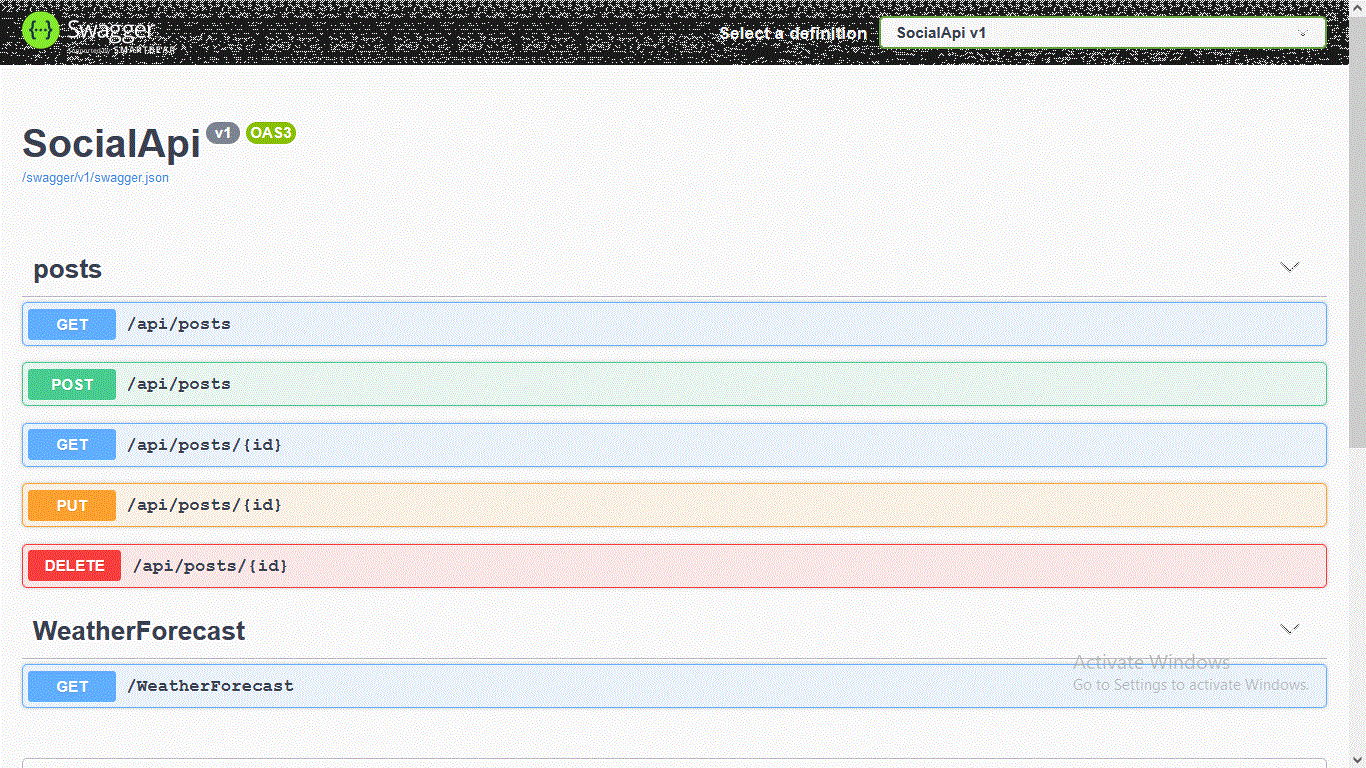 Swagger
Supported by SMARTBEAR
Select a definition
SocialApi v1
SocialApi v1 OAS3
/swagger/v1/swagger.json
posts
GET /api/posts
POST /api/posts
GET /api/posts/{id}
PUT /api/posts/{id}
DELETE /api/posts/{id}
WeatherForecast
GET /WeatherForecast
Activate Windows
Go to Settings to activate Windows.